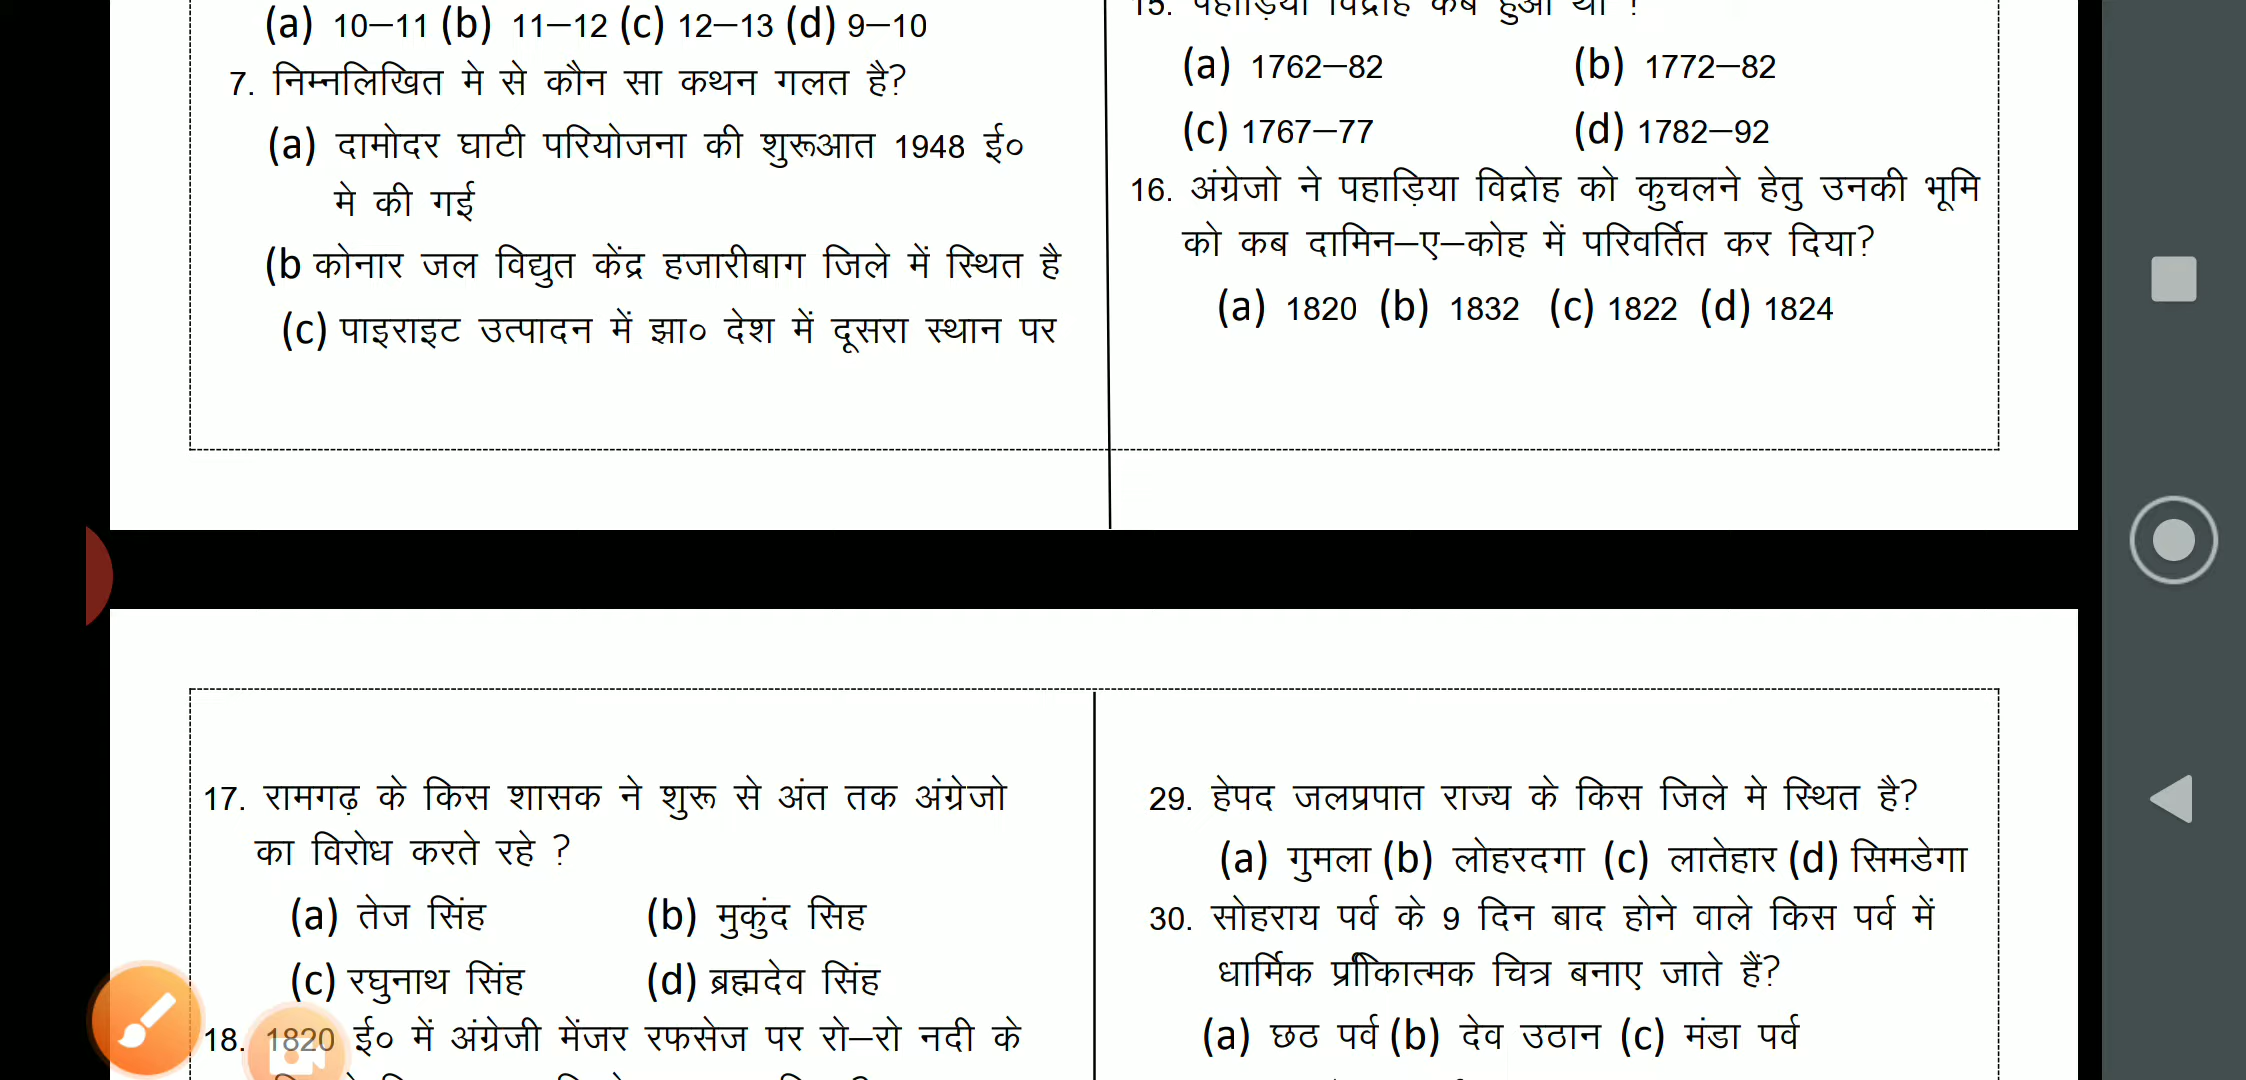 (a) 10–11 (b) 11–12 (c) 12–13 (d) 9–10
7. निम्नलिखित मे से कौन सा कथन गलत है?
(a) दामोदर घाटी परियोजना की शुरूआत 1948 ई०
मे की गई
(b कोनार जल विद्युत केंद्र हजारीबाग जिले में स्थित है
(c) पाइराइट उत्पादन में झा० देश में दूसरा स्थान पर
15. पहाड़िया विद्रोह कब हुआ था ?
(a) 1762–82 (b) 1772–82
(c) 1767–77 (d) 1782–92
16. अंग्रेजो ने पहाड़िया विद्रोह को कुचलने हेतु उनकी भूमि
को कब दामिन–ए–कोह में परिवर्तित कर दिया?
(a) 1820 (b) 1832 (c) 1822 (d) 1824
17. रामगढ़ के किस शासक ने शुरू से अंत तक अंग्रेजो
का विरोध करते रहे ?
(a) तेज सिंह (b) मुकुंद सिह
(c) रघुनाथ सिंह (d) ब्रह्मदेव सिंह
18. 1820 ई० में अंग्रेजी मेंजर रफसेज पर रो–रो नदी के
29. हेपद जलप्रपात राज्य के किस जिले मे स्थित है?
(a) गुमला (b) लोहरदगा (c) लातेहार (d) सिमडेगा
30. सोहराय पर्व के 9 दिन बाद होने वाले किस पर्व में
धार्मिक प्रीकात्मक चित्र बनाए जाते हैं?
(a) छठ पर्व (b) देव उठान (c) मंडा पर्व